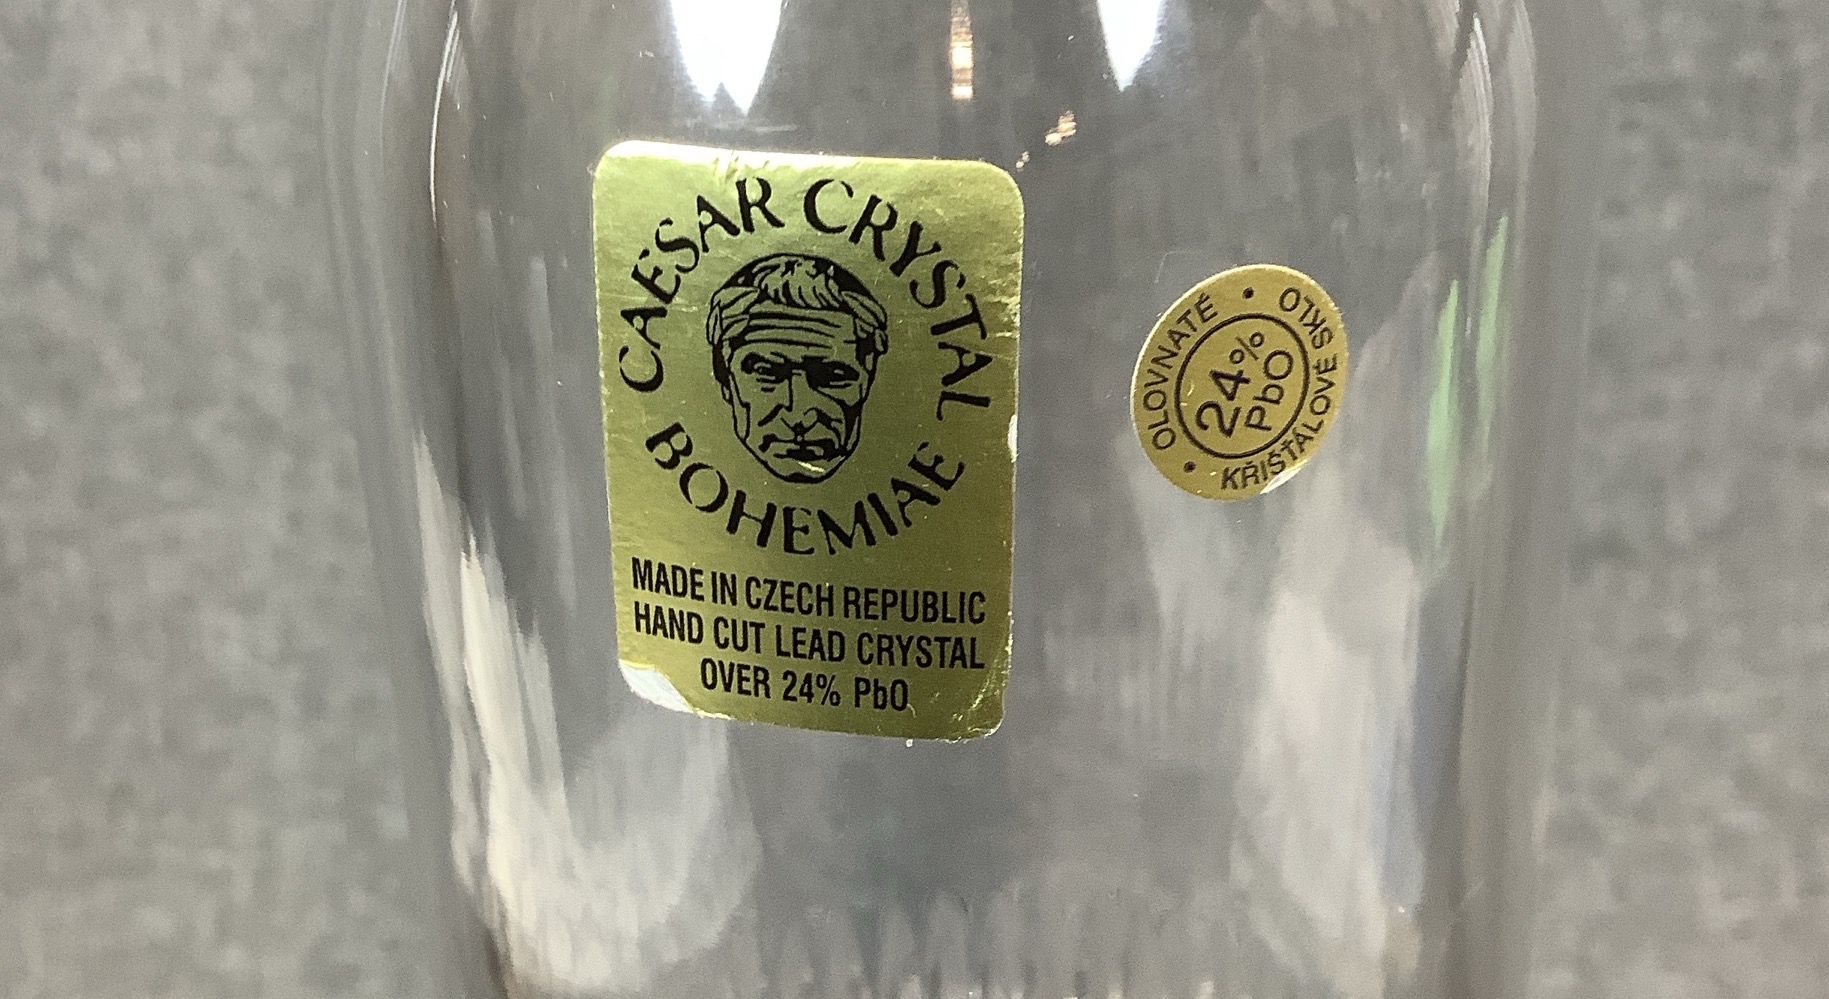 CAESAR CRYSTAL
BOHEMIAE
MADE IN CZECH REPUBLIC
HAND CUT LEAD CRYSTAL
OVER 24% PbO
OLOVNATÉ • KŘIŠŤÁLOVÉ SKLO •
24%
PbO